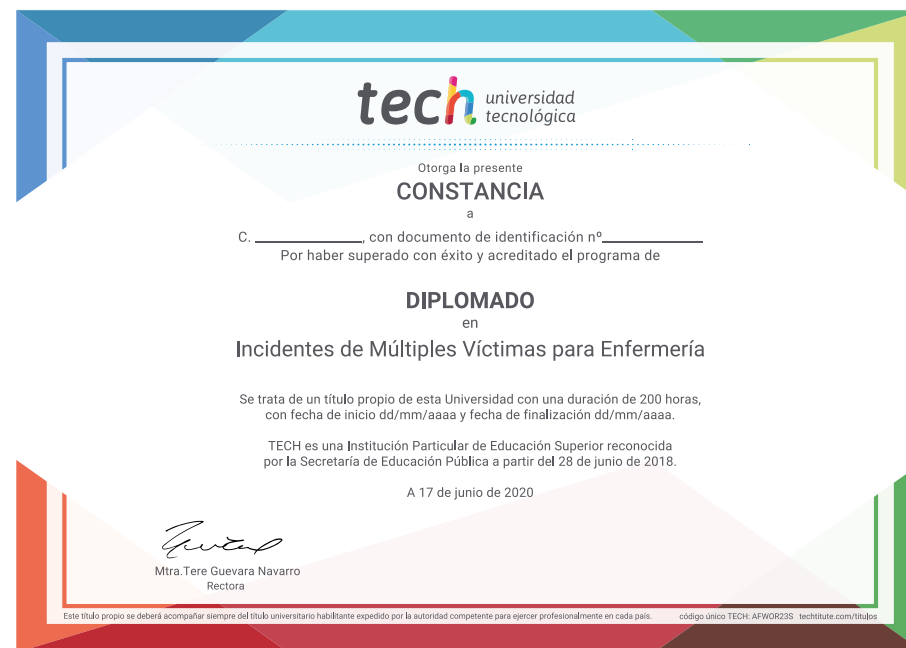 tech universidad
tecnológica
Otorga la presente
CONSTANCIA
a
C. ____________, con documento de identificación nº____________
Por haber superado con éxito y acreditado el programa de
DIPLOMADO
en
Incidentes de Múltiples Víctimas para Enfermería
Se trata de un título propio de esta Universidad con una duración de 200 horas,
con fecha de inicio dd/mm/aaaa y fecha de finalización dd/mm/aaaa.
TECH es una Institución Particular de Educación Superior reconocida
por la Secretaría de Educación Pública a partir del 28 de junio de 2018.
A 17 de junio de 2020
Mtra.Tere Guevara Navarro
Rectora
Este título propio se deberá acompañar siempre del título universitario habilitante expedido por la autoridad competente para ejercer profesionalmente en cada país. código único TECH: AFWOR23S techtitute.com/titulos